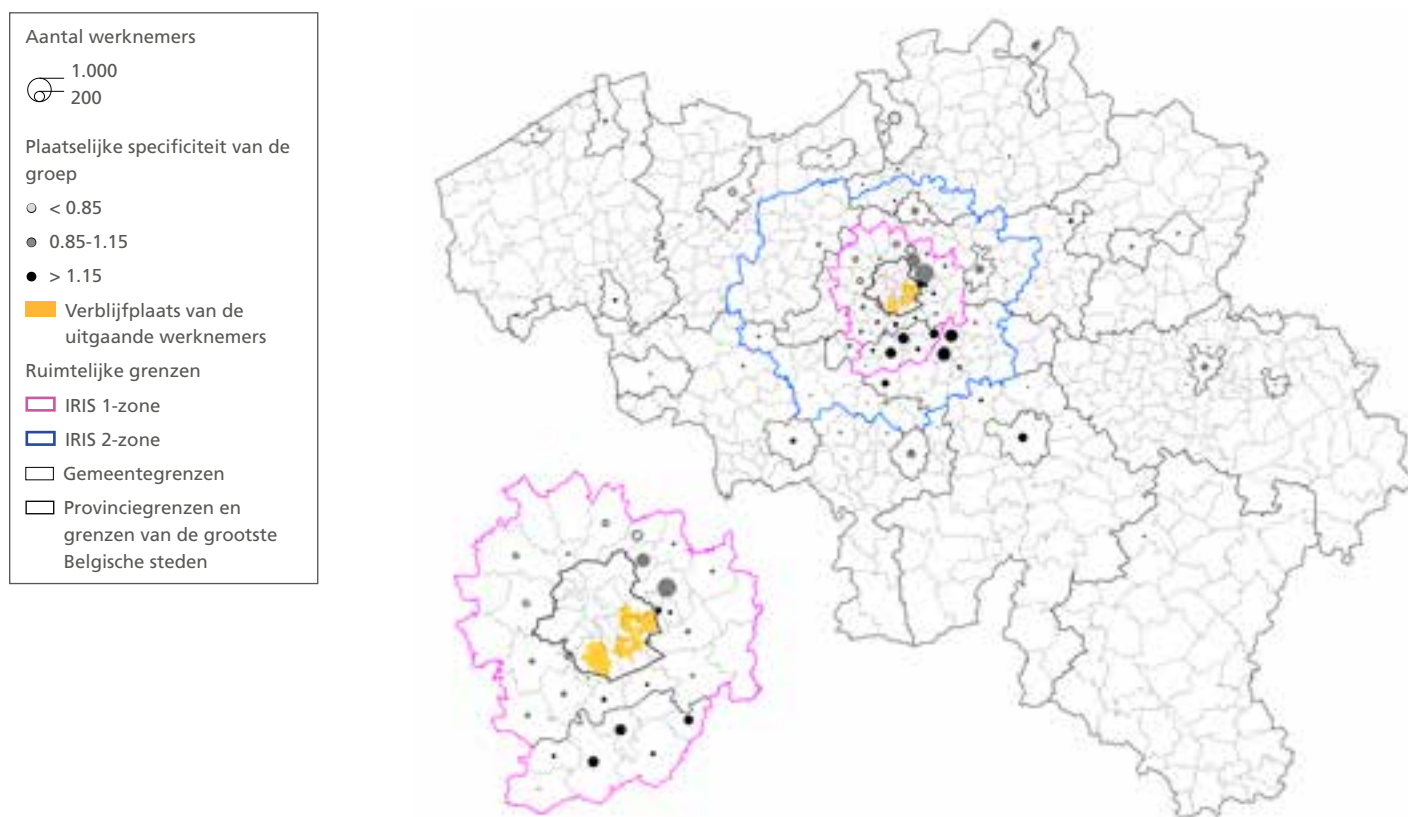 Aantal werknemers
1.000
200
Plaatselijke specificiteit van de
groep
< 0.85
0.85-1.15
> 1.15
Verblijfplaats van de
uitgaande werknemers
Ruimtelijke grenzen
IRIS 1-zone
IRIS 2-zone
Gemeentegrenzen
Provinciegrenzen en
grenzen van de grootste
Belgische steden